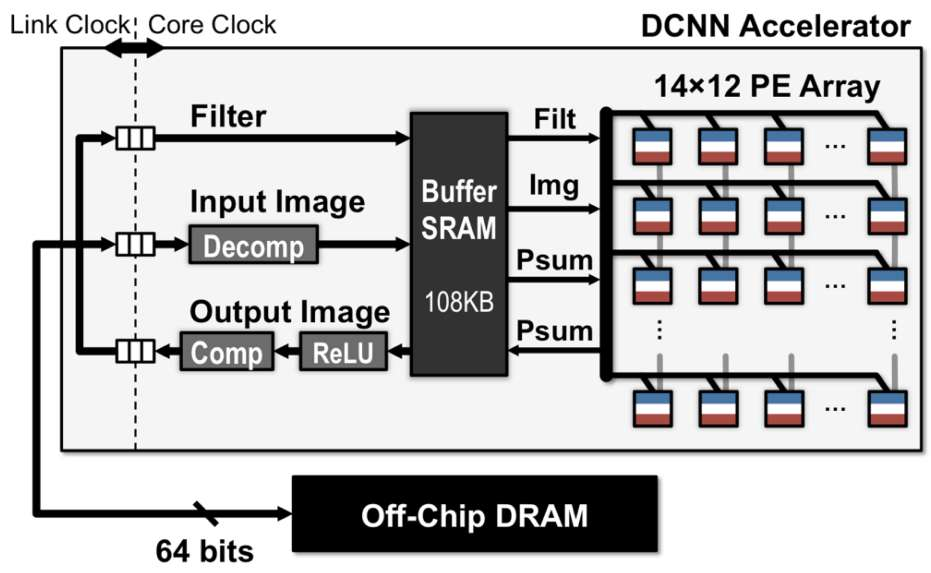 Link Clock
Core Clock
DCNN Accelerator
14×12 PE Array
Filter
Filt
...
Input Image
Buffer
SRAM
Img
...
Decomp
Psum
...
Output Image
108KB
Psum
...
...
Comp
ReLU
...
Off-Chip DRAM
64 bits